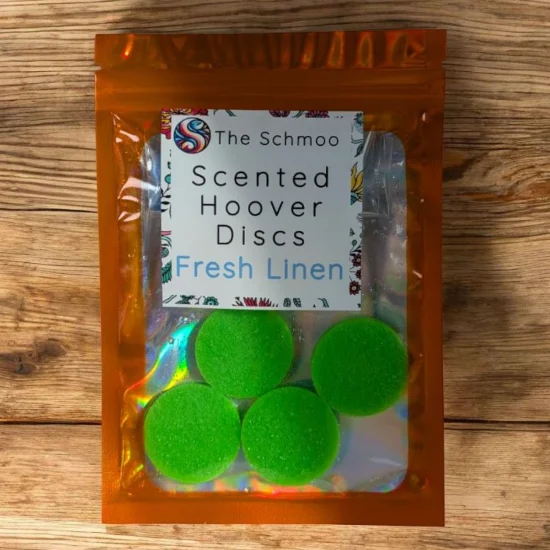 The Schmoo
Scented
Hoover
Discs
Fresh Linen